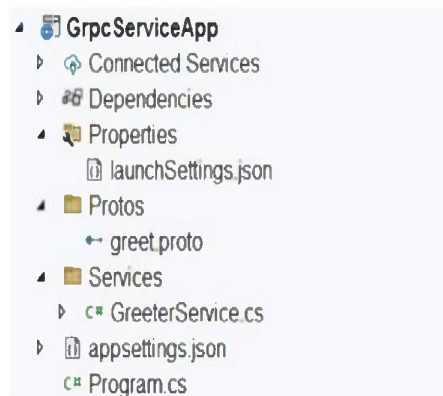 GrpcServiceApp
Connected Services
Dependencies
Properties
launchSettings.json
Protos
greet.proto
Services
C# GreeterService.cs
appsettings.json
C# Program.cs